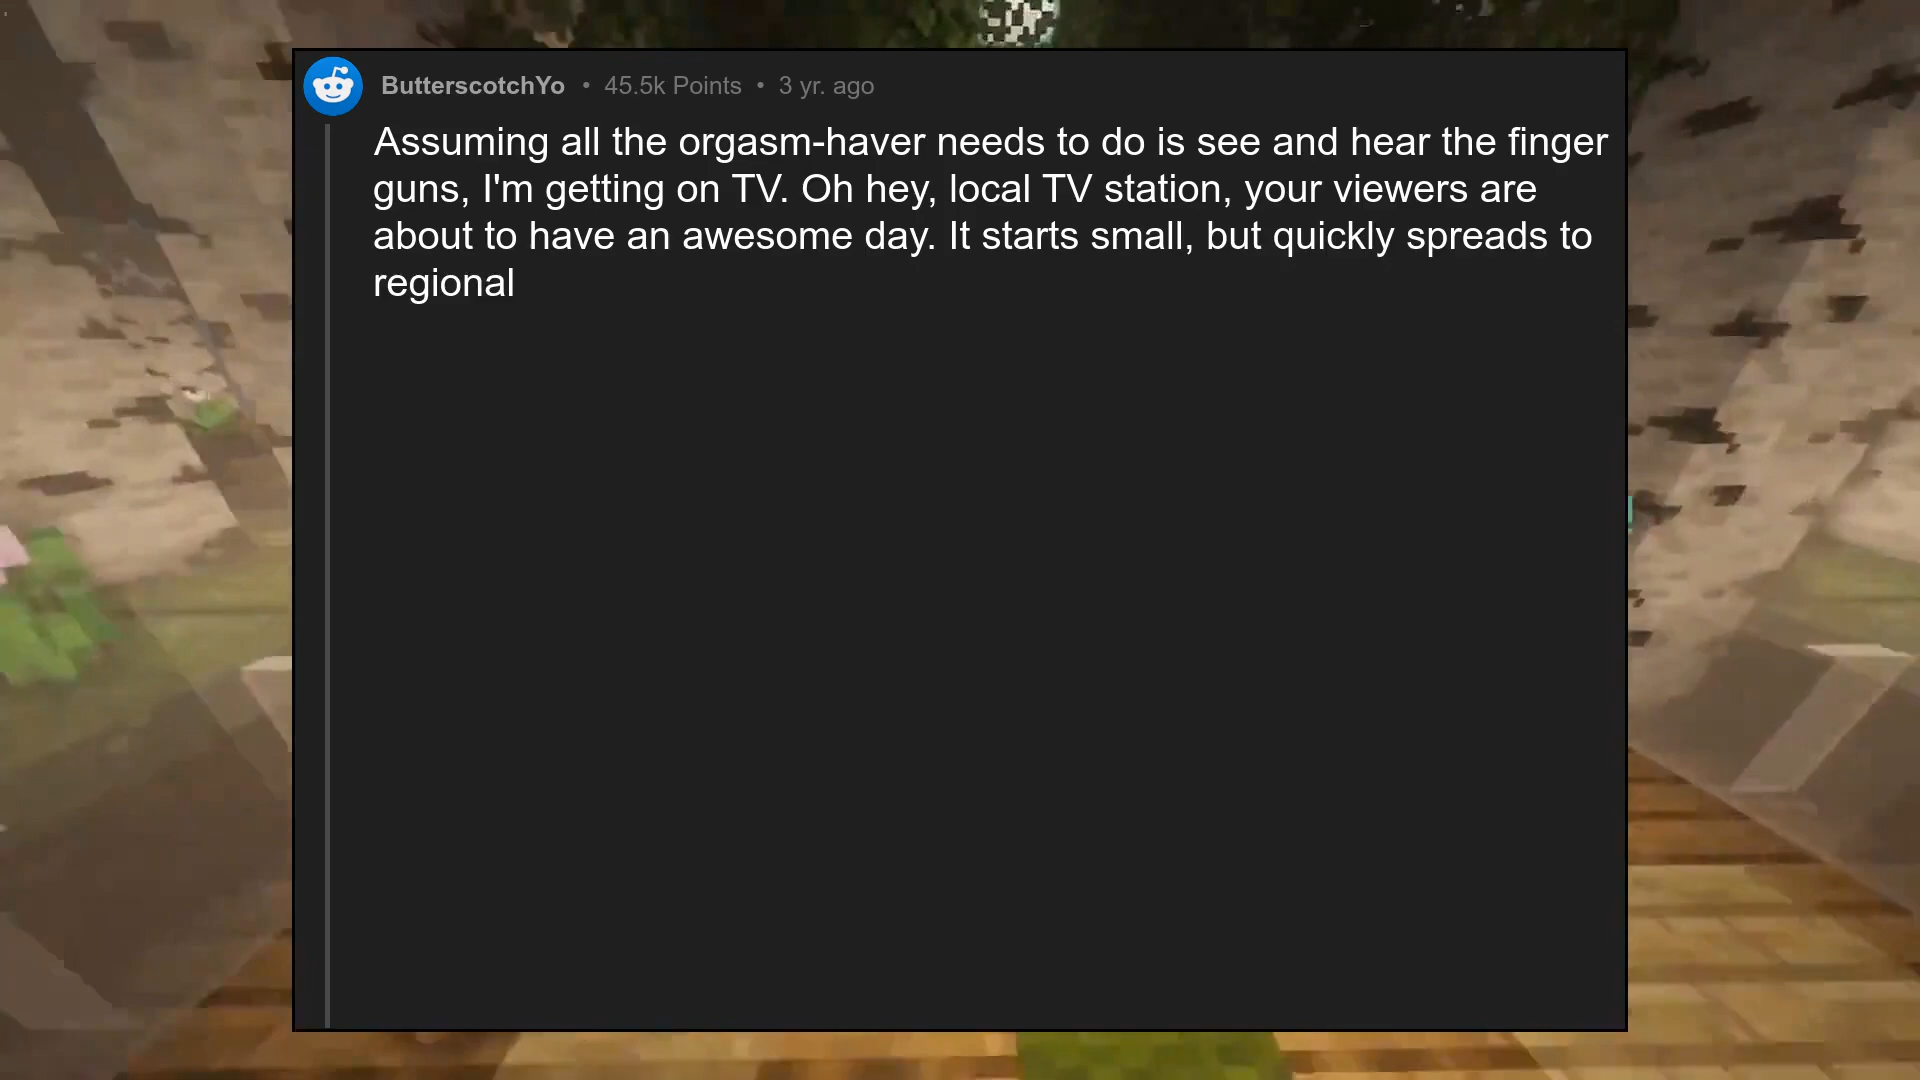 ButterscotchYo • 45.5k Points • 3 yr. ago
Assuming all the orgasm-haver needs to do is see and hear the finger
guns, I'm getting on TV. Oh hey, local TV station, your viewers are
about to have an awesome day. It starts small, but quickly spreads to
regional